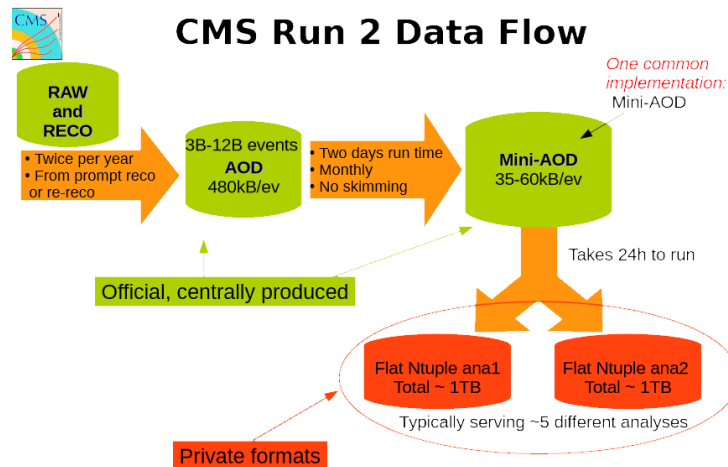 CMS
CMS Run 2 Data Flow
One common
implementation:
Mini-AOD
RAW
and
RECO
• Twice per year
• From prompt reco
or re-reco
3B-12B events
AOD
480kB/ev
• Two days run time
• Monthly
• No skimming
Mini-AOD
35-60kB/ev
Takes 24h to run
Official, centrally produced
Flat Ntuple ana1
Total ~ 1TB
Flat Ntuple ana2
Total ~ 1TB
Typically serving ~5 different analyses
Private formats